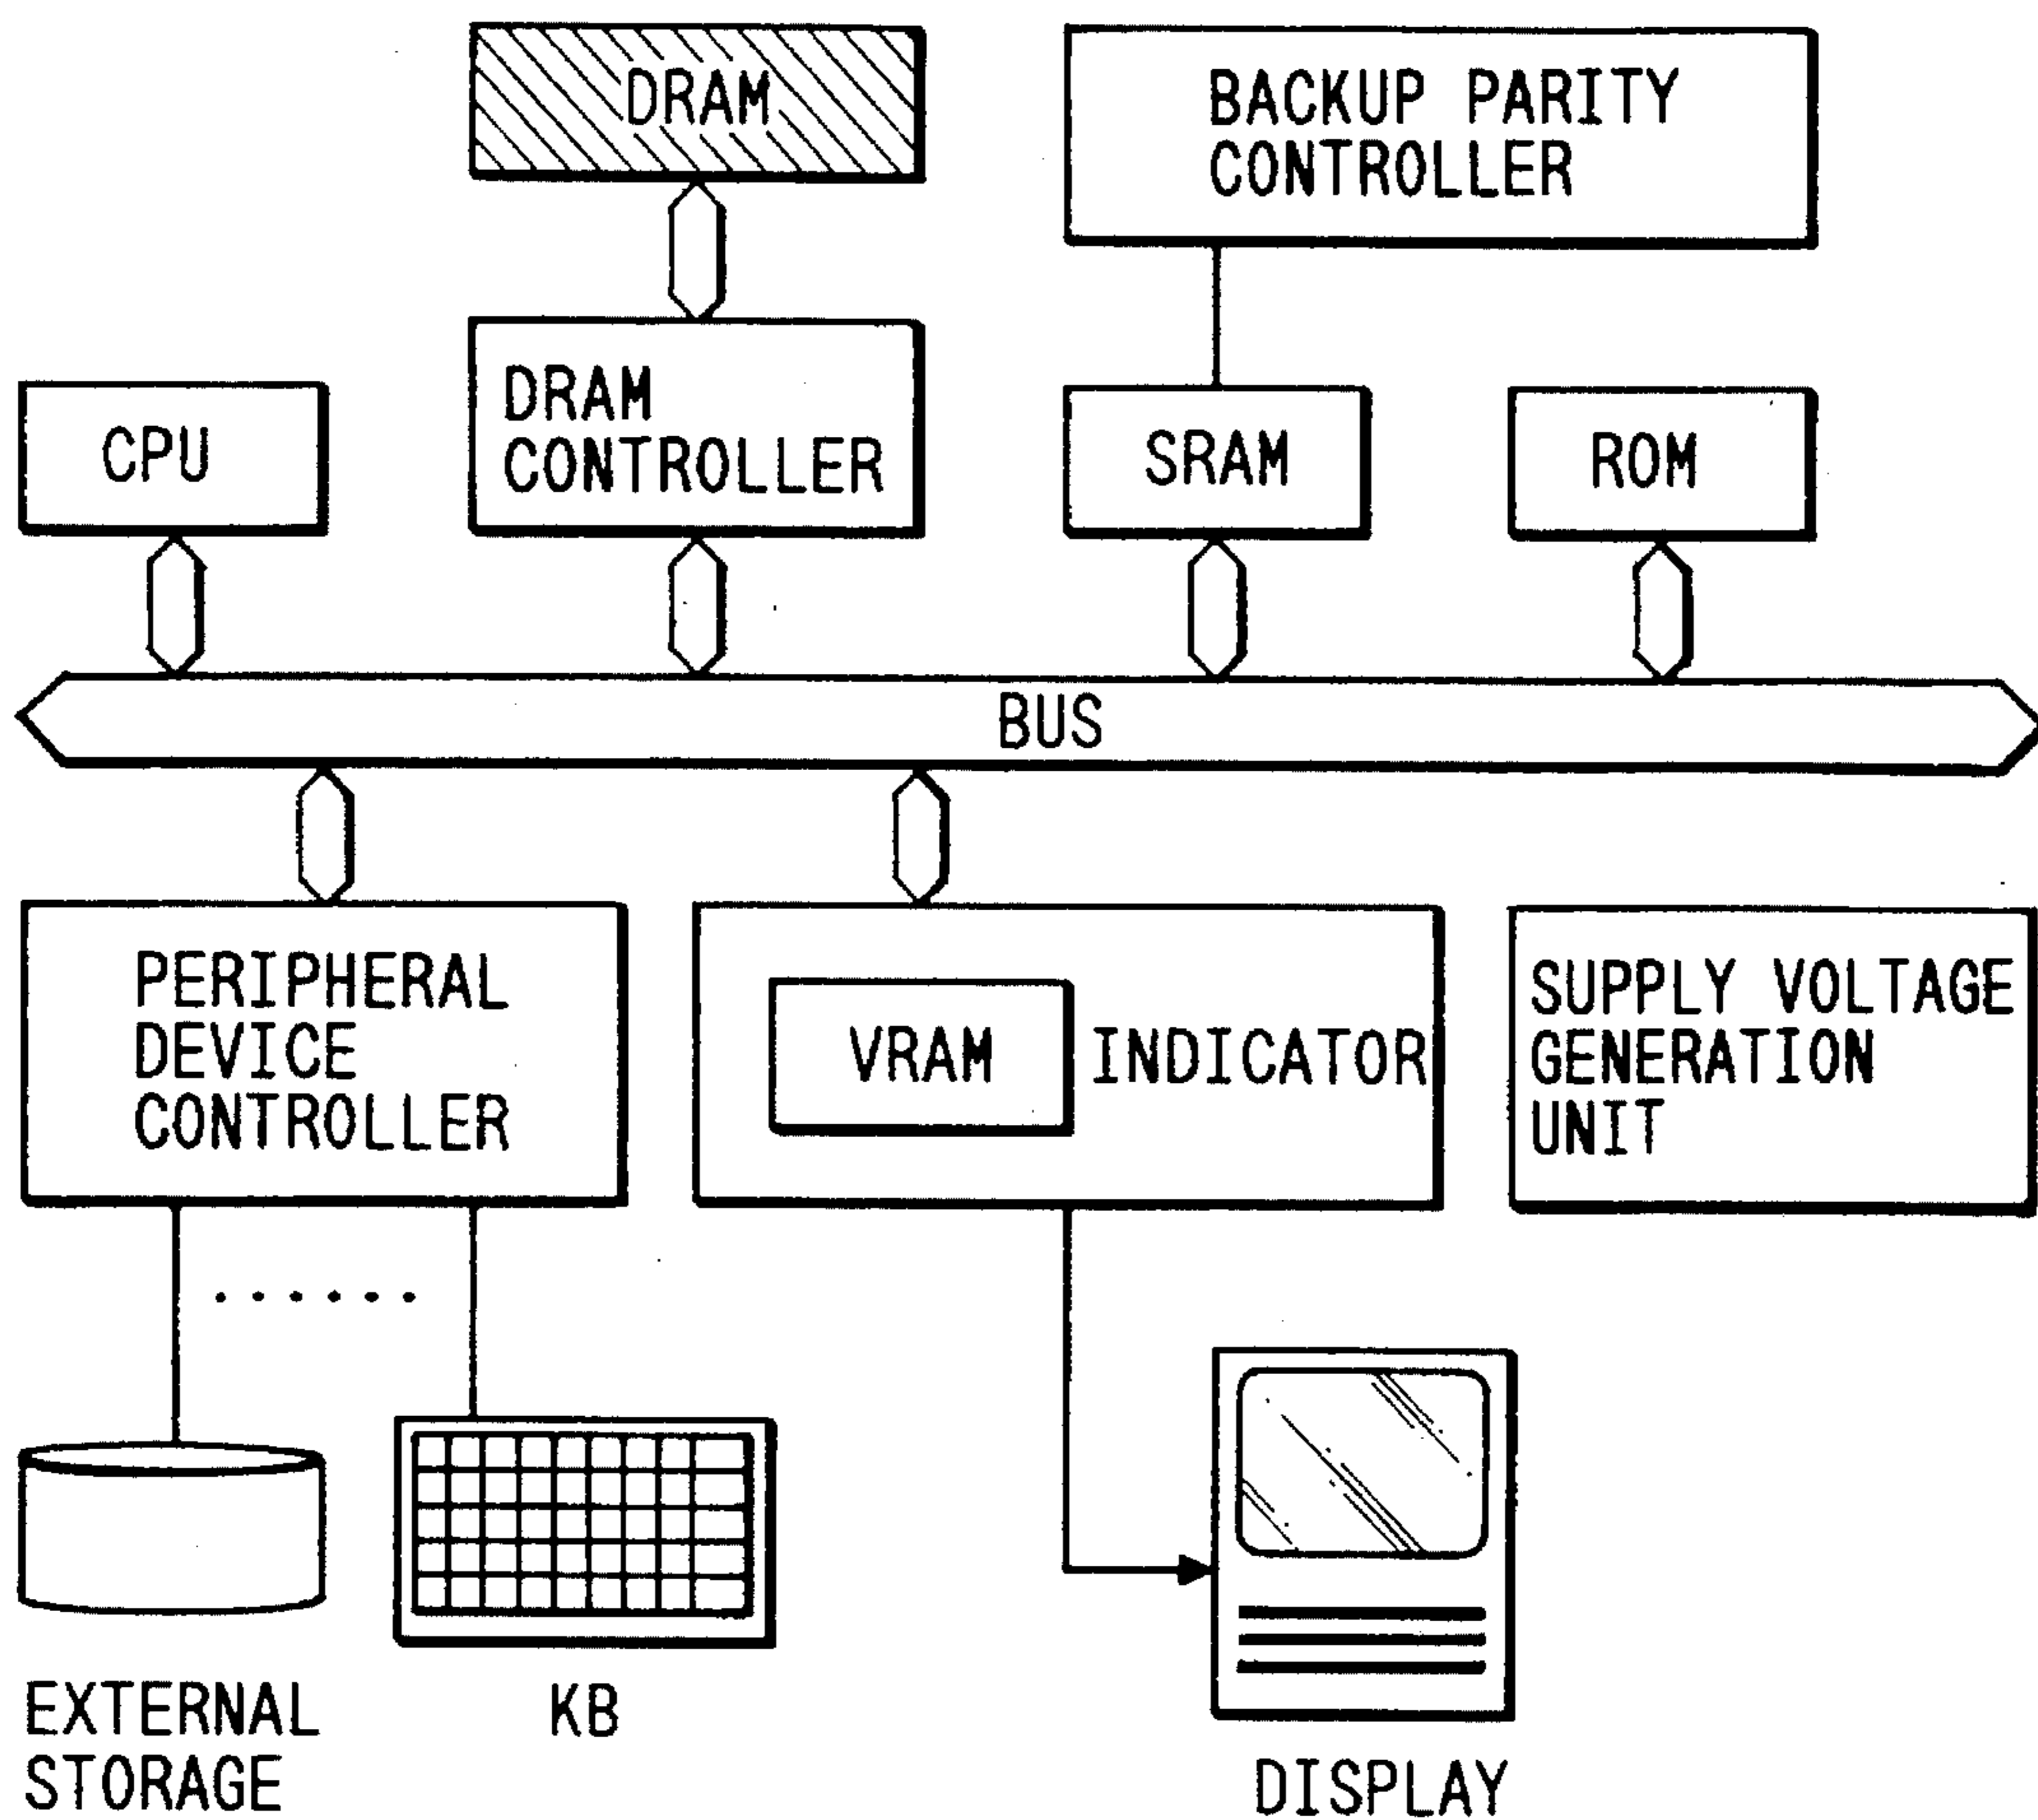 DRAM
BACKUP PARITY
CONTROLLER
CPU
DRAM
CONTROLLER
SRAM
ROM
BUS
PERIPHERAL
DEVICE
CONTROLLER
VRAM
INDICATOR
SUPPLY VOLTAGE
GENERATION
UNIT
EXTERNAL
STORAGE
KB
DISPLAY